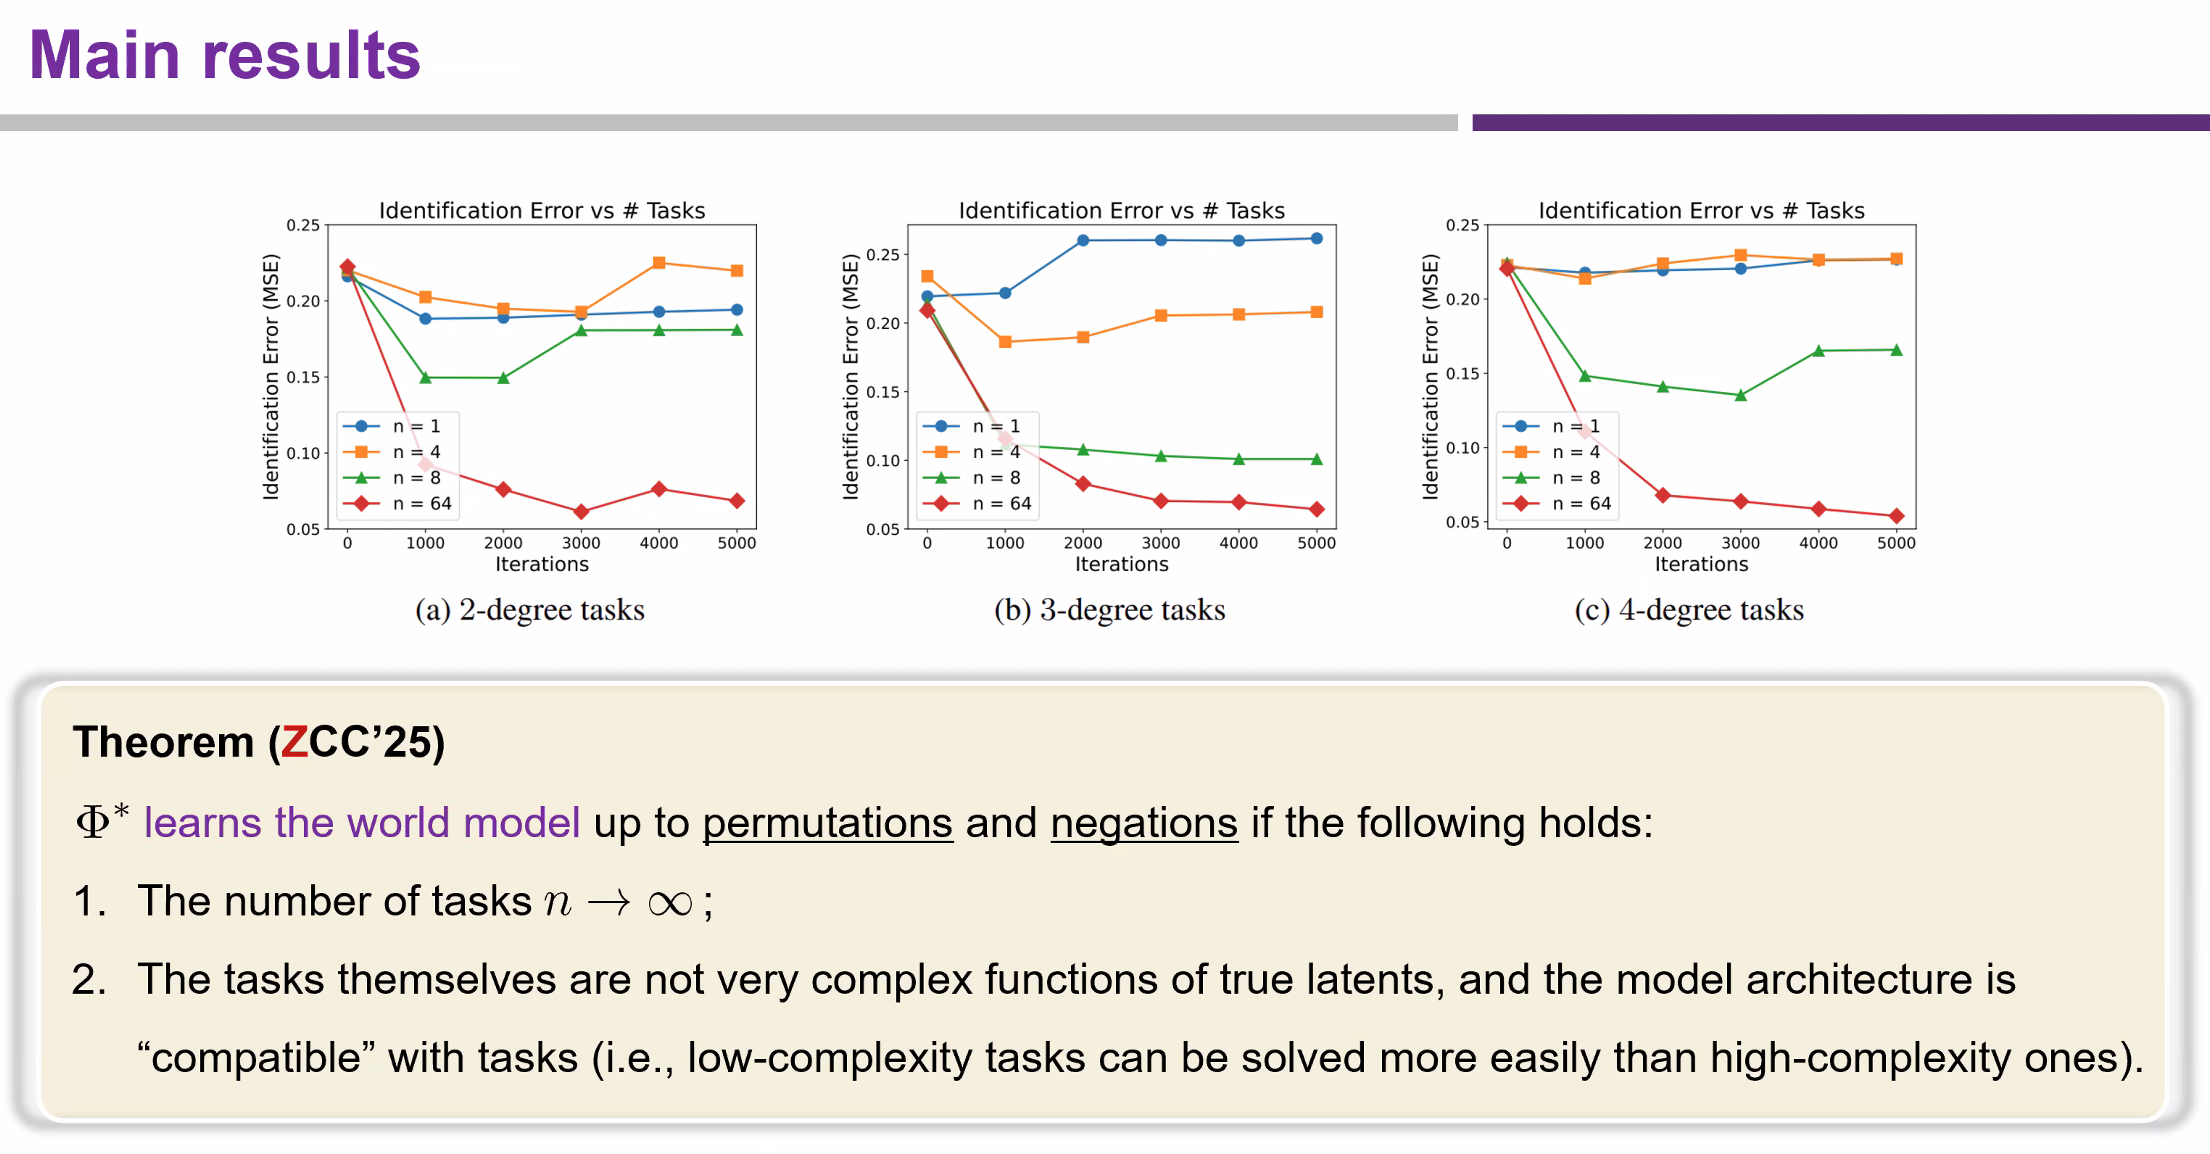 Main results
Identification Error vs # Tasks
Identification Error (MSE)
0.25
0.20
0.15
0.10
0.05
n = 1
n = 4
n = 8
n = 64
0 1000 2000 3000 4000 5000
Iterations
(a) 2-degree tasks
Identification Error vs # Tasks
Identification Error (MSE)
0.25
0.20
0.15
0.10
0.05
n = 1
n = 4
n = 8
n = 64
0 1000 2000 3000 4000 5000
Iterations
(b) 3-degree tasks
Identification Error vs # Tasks
Identification Error (MSE)
0.25
0.20
0.15
0.10
0.05
n = 1
n = 4
n = 8
n = 64
0 1000 2000 3000 4000 5000
Iterations
(c) 4-degree tasks
Theorem (ZCC’25)
Φ* learns the world model up to permutations and negations if the following holds:
1. The number of tasks n → ∞ ;
2. The tasks themselves are not very complex functions of true latents, and the model architecture is
“compatible” with tasks (i.e., low-complexity tasks can be solved more easily than high-complexity ones).